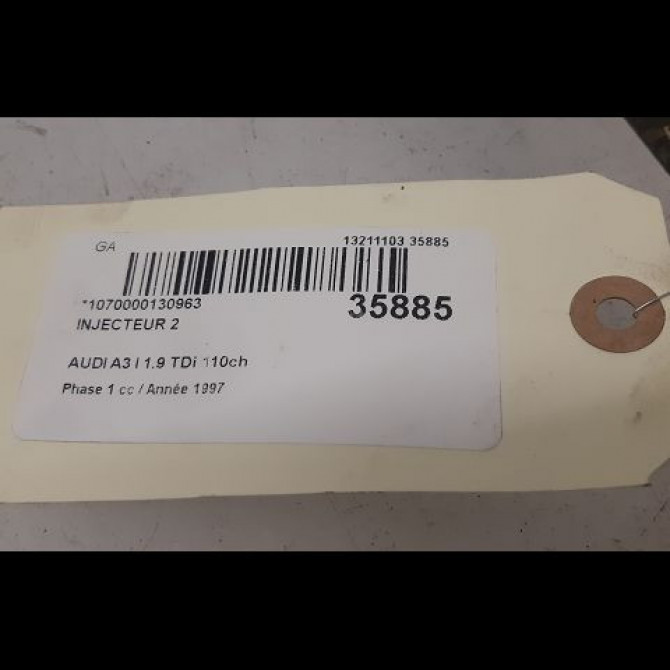 GA 13211103 35885
*1070000130963 35885
INJECTEUR 2
AUDI A3 I 1.9 TDi 110ch
Phase 1 cc / Année 1997